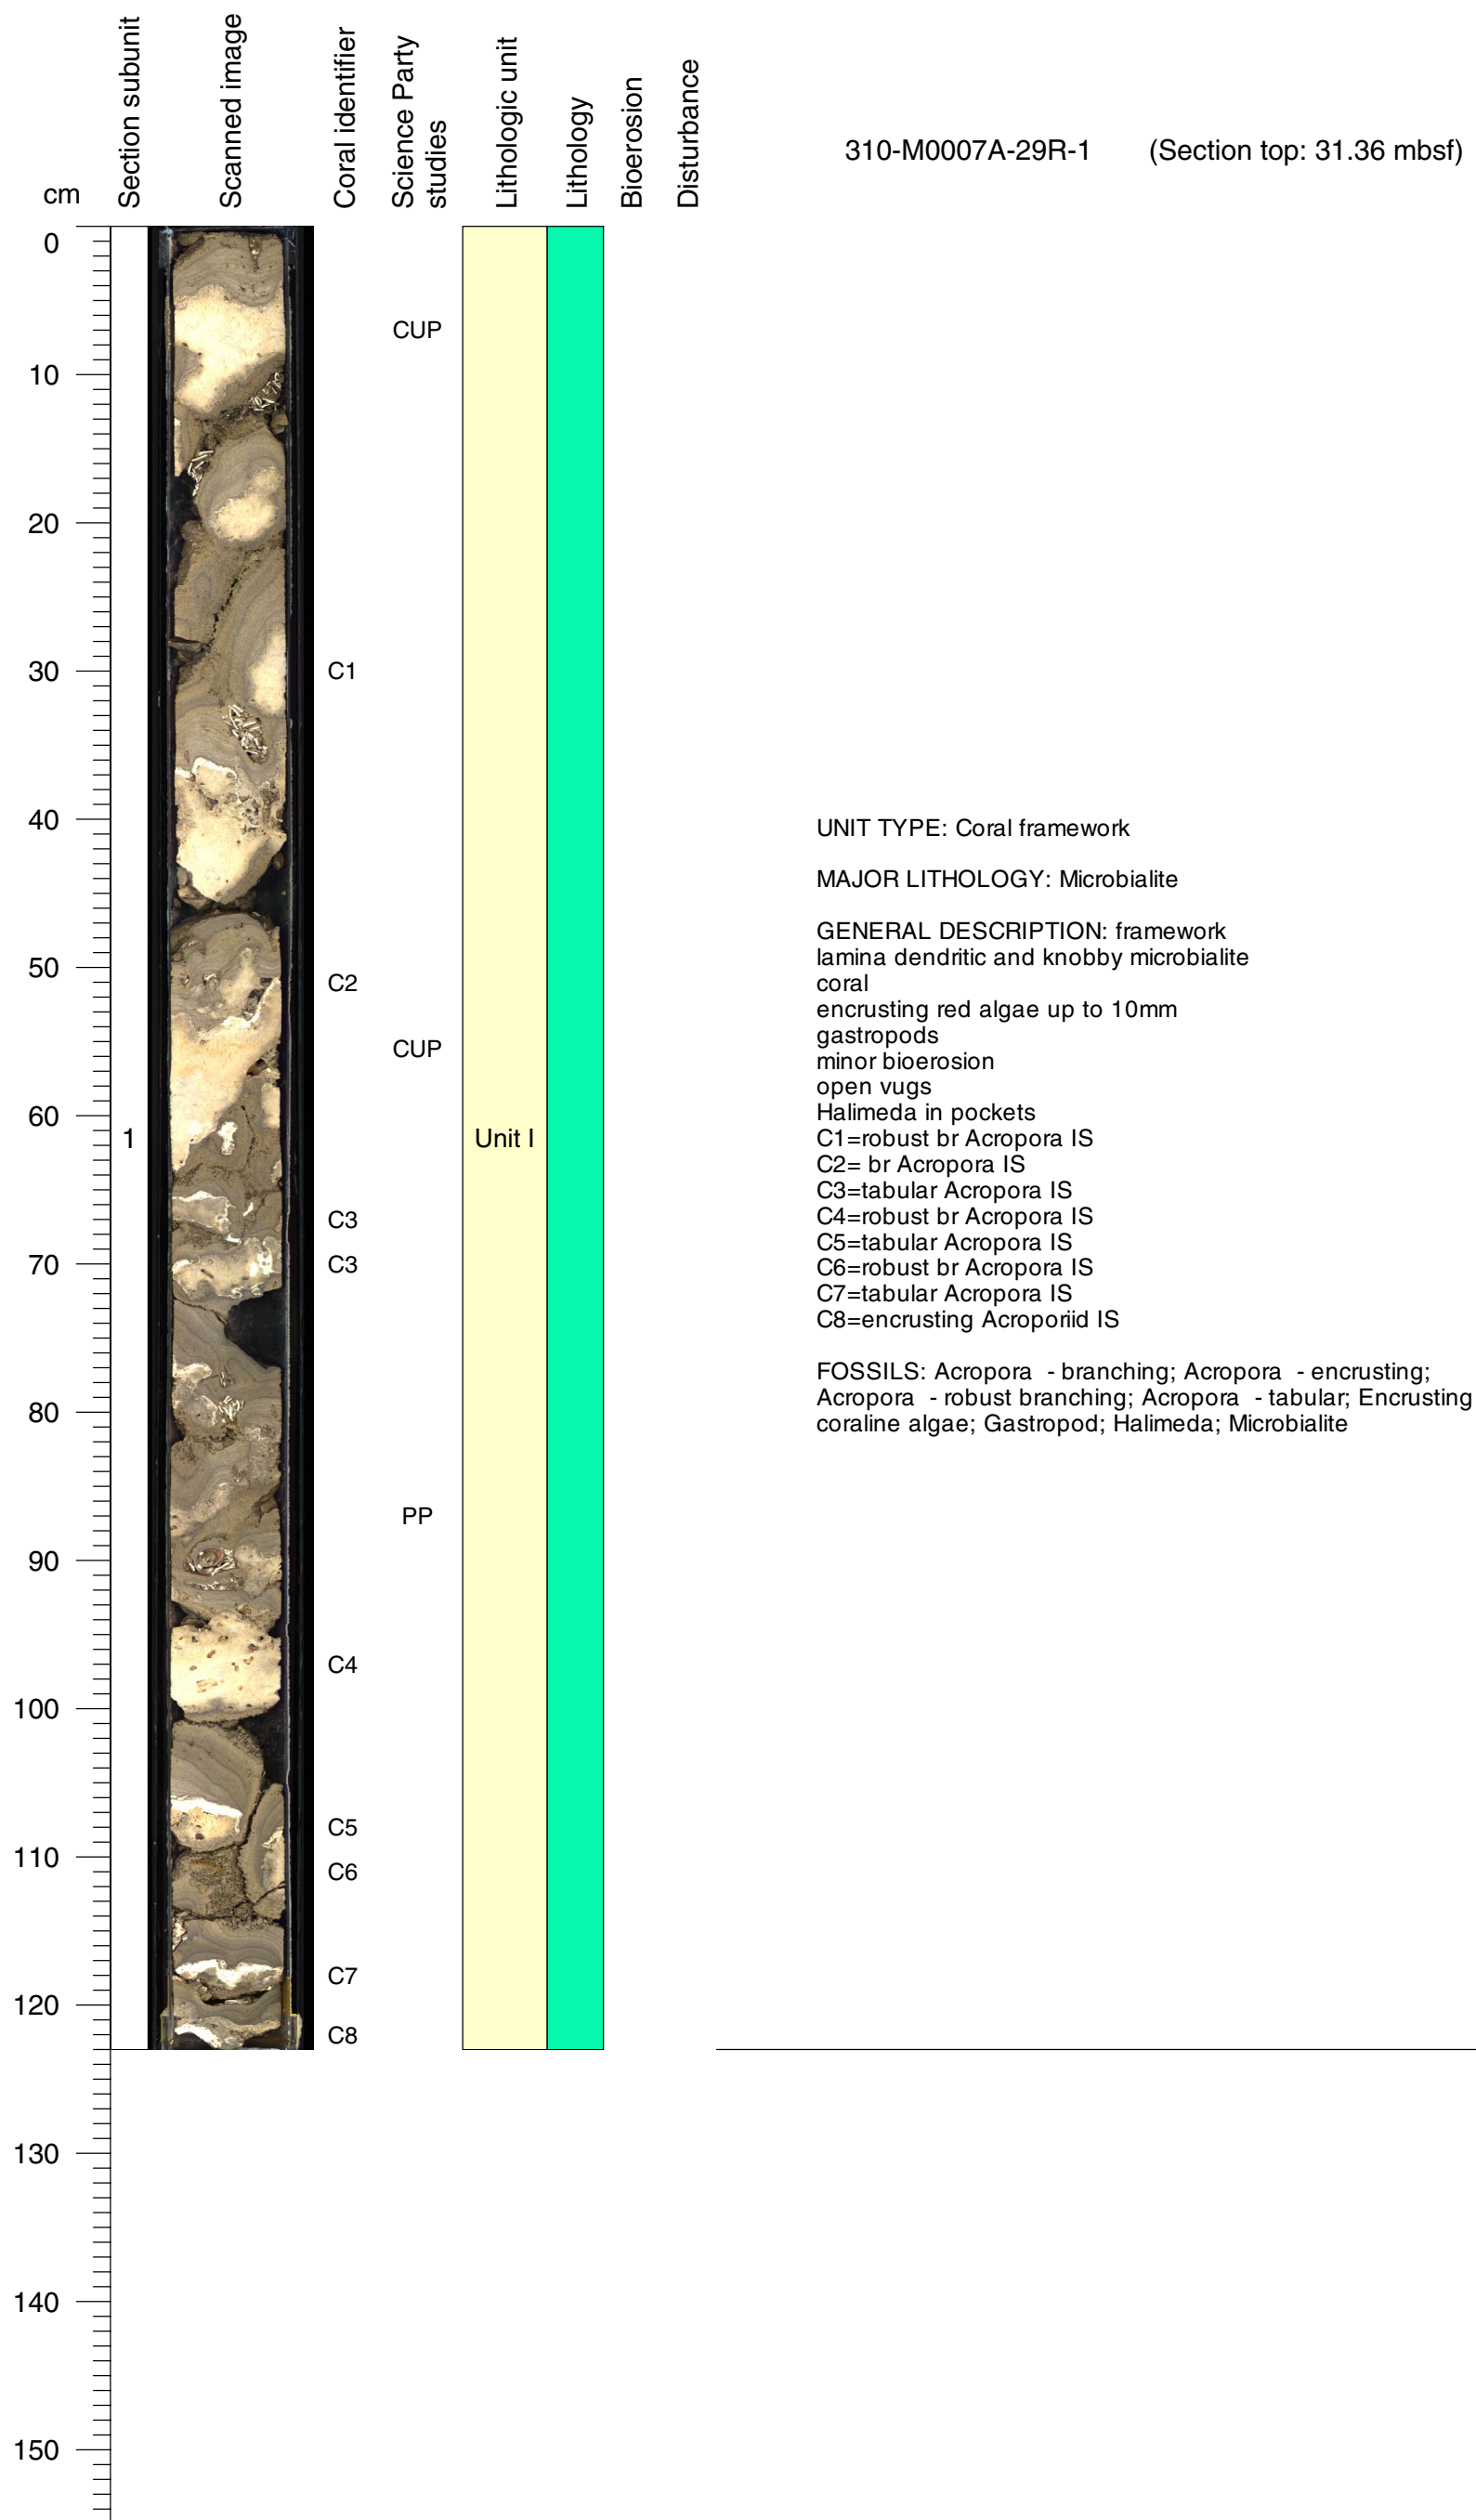 Section subunit
Scanned image
Coral identifier
Science Party
studies
Lithologic unit
Lithology
Bioerosion
Disturbance
310-M0007A-29R-1 (Section top: 31.36 mbsf)
cm
0
CUP
10
20
30
C1
40
UNIT TYPE: Coral framework
MAJOR LITHOLOGY: Microbialite
GENERAL DESCRIPTION: framework
lamina dendritic and knobby microbialite
coral
encrusting red algae up to 10mm
gastropods
minor bioerosion
open vugs
Halimeda in pockets
C1=robust br Acropora IS
C2= br Acropora IS
C3=tabular Acropora IS
C4=robust br Acropora IS
C5=tabular Acropora IS
C6=robust br Acropora IS
C7=tabular Acropora IS
C8=encrusting Acroporiid IS
FOSSILS: Acropora - branching; Acropora - encrusting;
Acropora - robust branching; Acropora - tabular; Encrusting
coraline algae; Gastropod; Halimeda; Microbialite
50
C2
CUP
60
1
Unit I
C3
70
C3
80
PP
90
C4
100
C5
110
C6
C7
120
C8
130
140
150